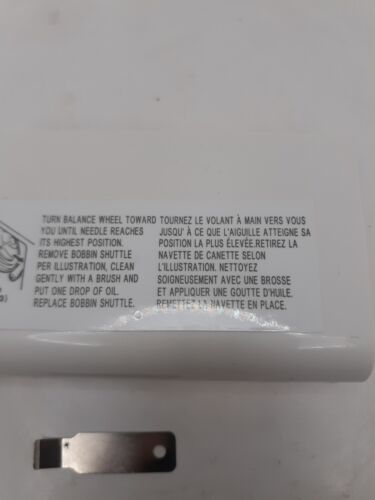 TURN BALANCE WHEEL TOWARD
YOU UNTIL NEEDLE REACHES
ITS HIGHEST POSITION.
REMOVE BOBBIN SHUTTLE
PER ILLUSTRATION, CLEAN
GENTLY WITH A BRUSH AND
PUT ONE DROP OF OIL.
REPLACE BOBBIN SHUTTLE.
TOURNEZ LE VOLANT À MAIN VERS VOUS
JUSQU' À CE QUE L'AIGUILLE ATTEIGNE SA
POSITION LA PLUS ÉLEVÉE.RETIREZ LA
NAVETTE DE CANETTE SELON
L'ILLUSTRATION. NETTOYEZ
SOIGNEUSEMENT AVEC UNE BROSSE
ET APPLIQUER UNE GOUTTE D'HUILE.
REMETTEZ LA NAVETTE EN PLACE.